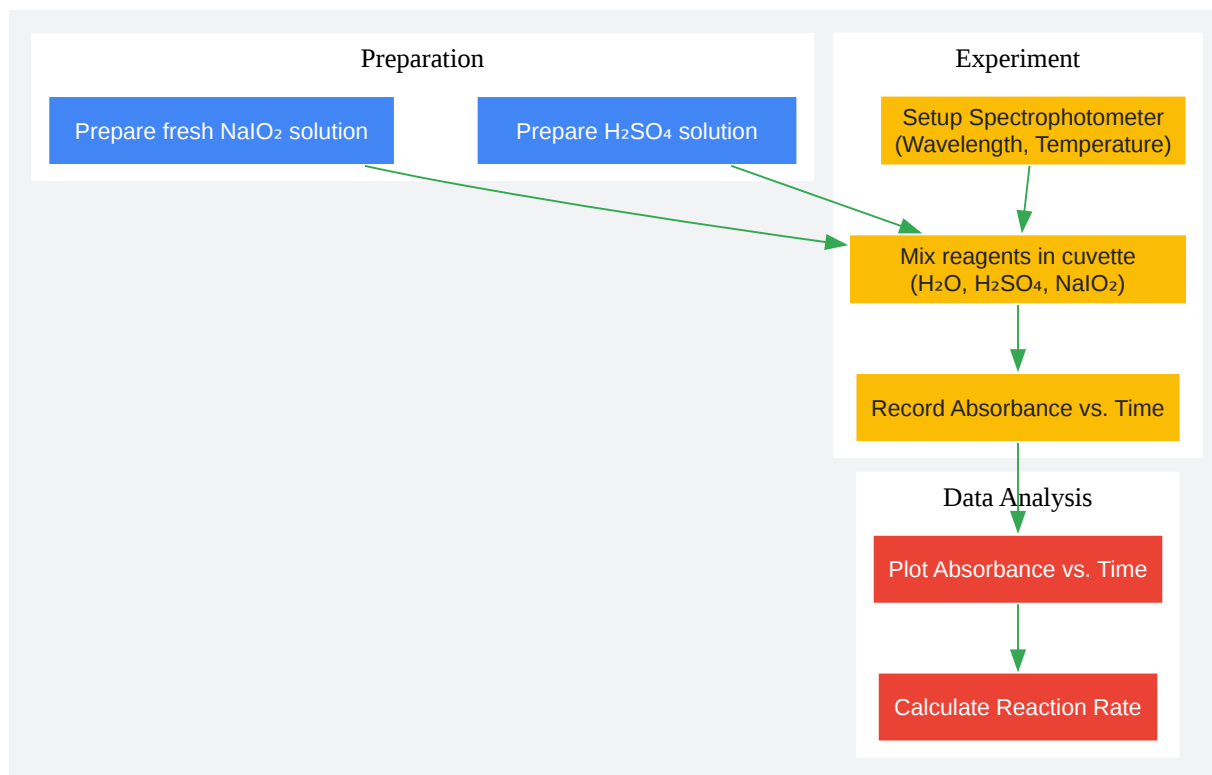 Preparation
Prepare fresh NaIO₂ solution
Prepare H₂SO₄ solution
Experiment
Setup Spectrophotometer
(Wavelength, Temperature)
Mix reagents in cuvette
(H₂O, H₂SO₄, NaIO₂)
Record Absorbance vs. Time
Data Analysis
Plot Absorbance vs. Time
Calculate Reaction Rate